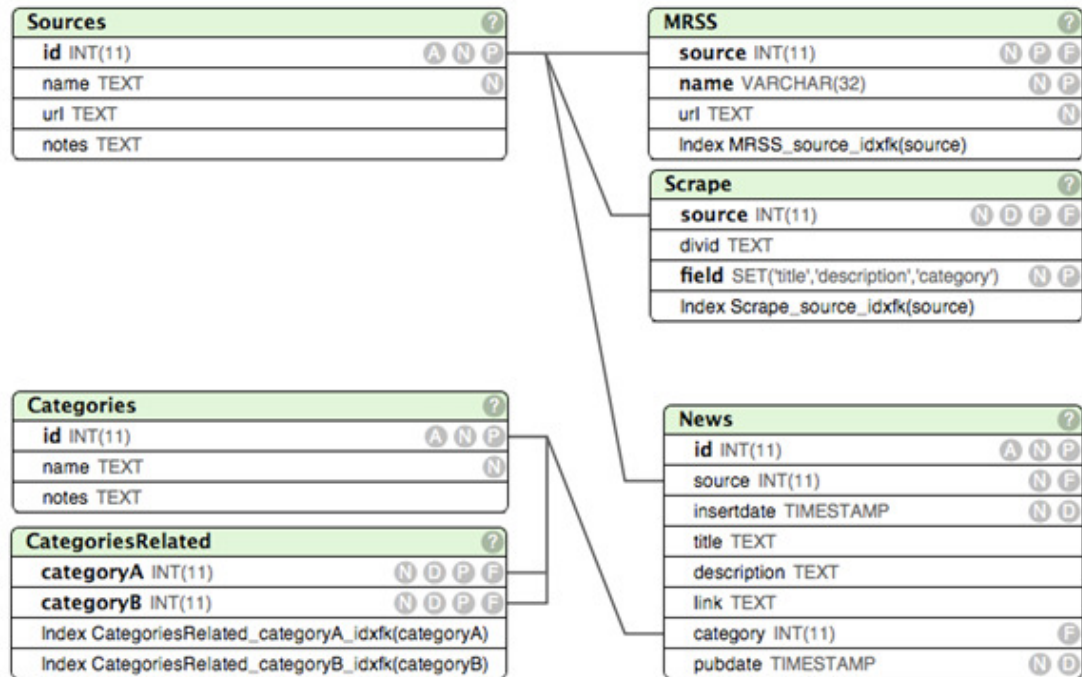 Sources ?
id INT(11) A N P
name TEXT N
url TEXT
notes TEXT
MRSS ?
source INT(11) N P F
name VARCHAR(32) N P
url TEXT N
Index MRSS_source_idxfk(source)
Scrape ?
source INT(11) N D P F
divid TEXT
field SET('title','description','category') N P
Index Scrape_source_idxfk(source)
Categories ?
id INT(11) A N P
name TEXT N
notes TEXT
CategoriesRelated ?
categoryA INT(11) N D P F
categoryB INT(11) N D P F
Index CategoriesRelated_categoryA_idxfk(categoryA)
Index CategoriesRelated_categoryB_idxfk(categoryB)
News ?
id INT(11) A N P
source INT(11) N F
insertdate TIMESTAMP N D
title TEXT
description TEXT
link TEXT
category INT(11) F
pubdate TIMESTAMP N D